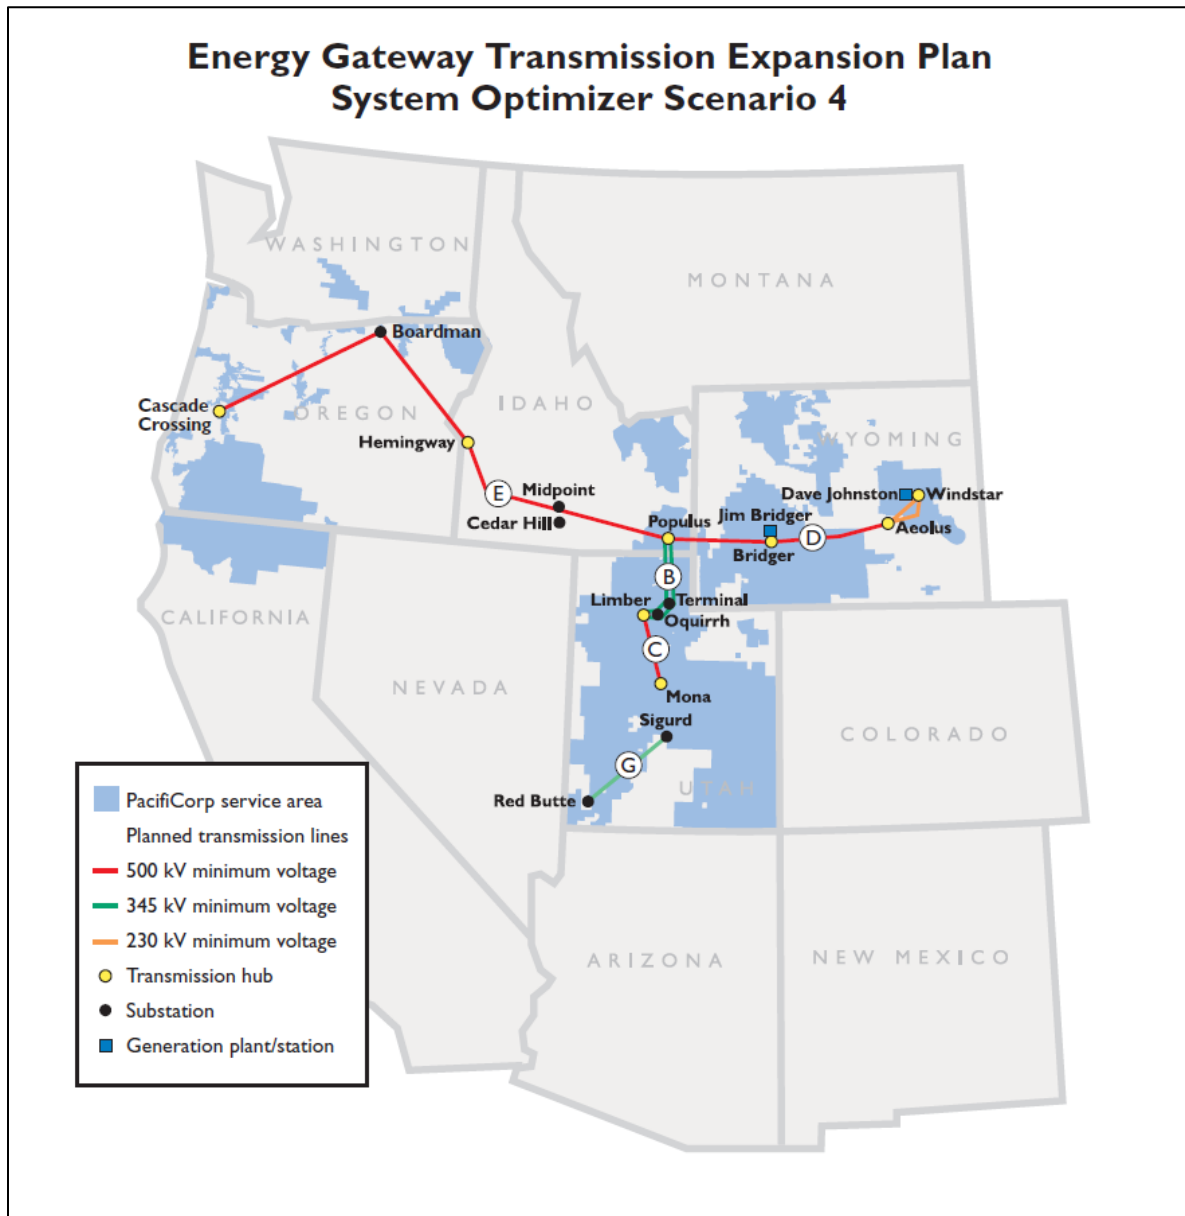 Energy Gateway Transmission Expansion Plan
System Optimizer Scenario 4
WASHINGTON
MONTANA
Boardman
Cascade
Crossing
OREGON
IDAHO
Hemingway
WYOMING
E
Midpoint
Cedar Hill
Dave Johnston
Windstar
Populus
Jim Bridger
Bridger
D
Aeolus
B
Limber
Terminal
Oquirrh
CALIFORNIA
C
NEVADA
Mona
Sigurd
COLORADO
G
UTAH
Red Butte
PacifiCorp service area
Planned transmission lines
500 kV minimum voltage
345 kV minimum voltage
230 kV minimum voltage
Transmission hub
Substation
Generation plant/station
ARIZONA
NEW MEXICO